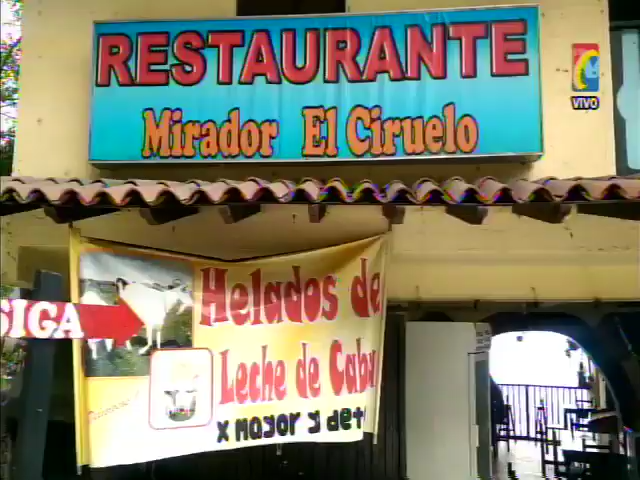 RESTAURANTE
Mirador El Ciruelo
VIVO
SIGA
Helados de
Leche de Cabra
x mayor y det